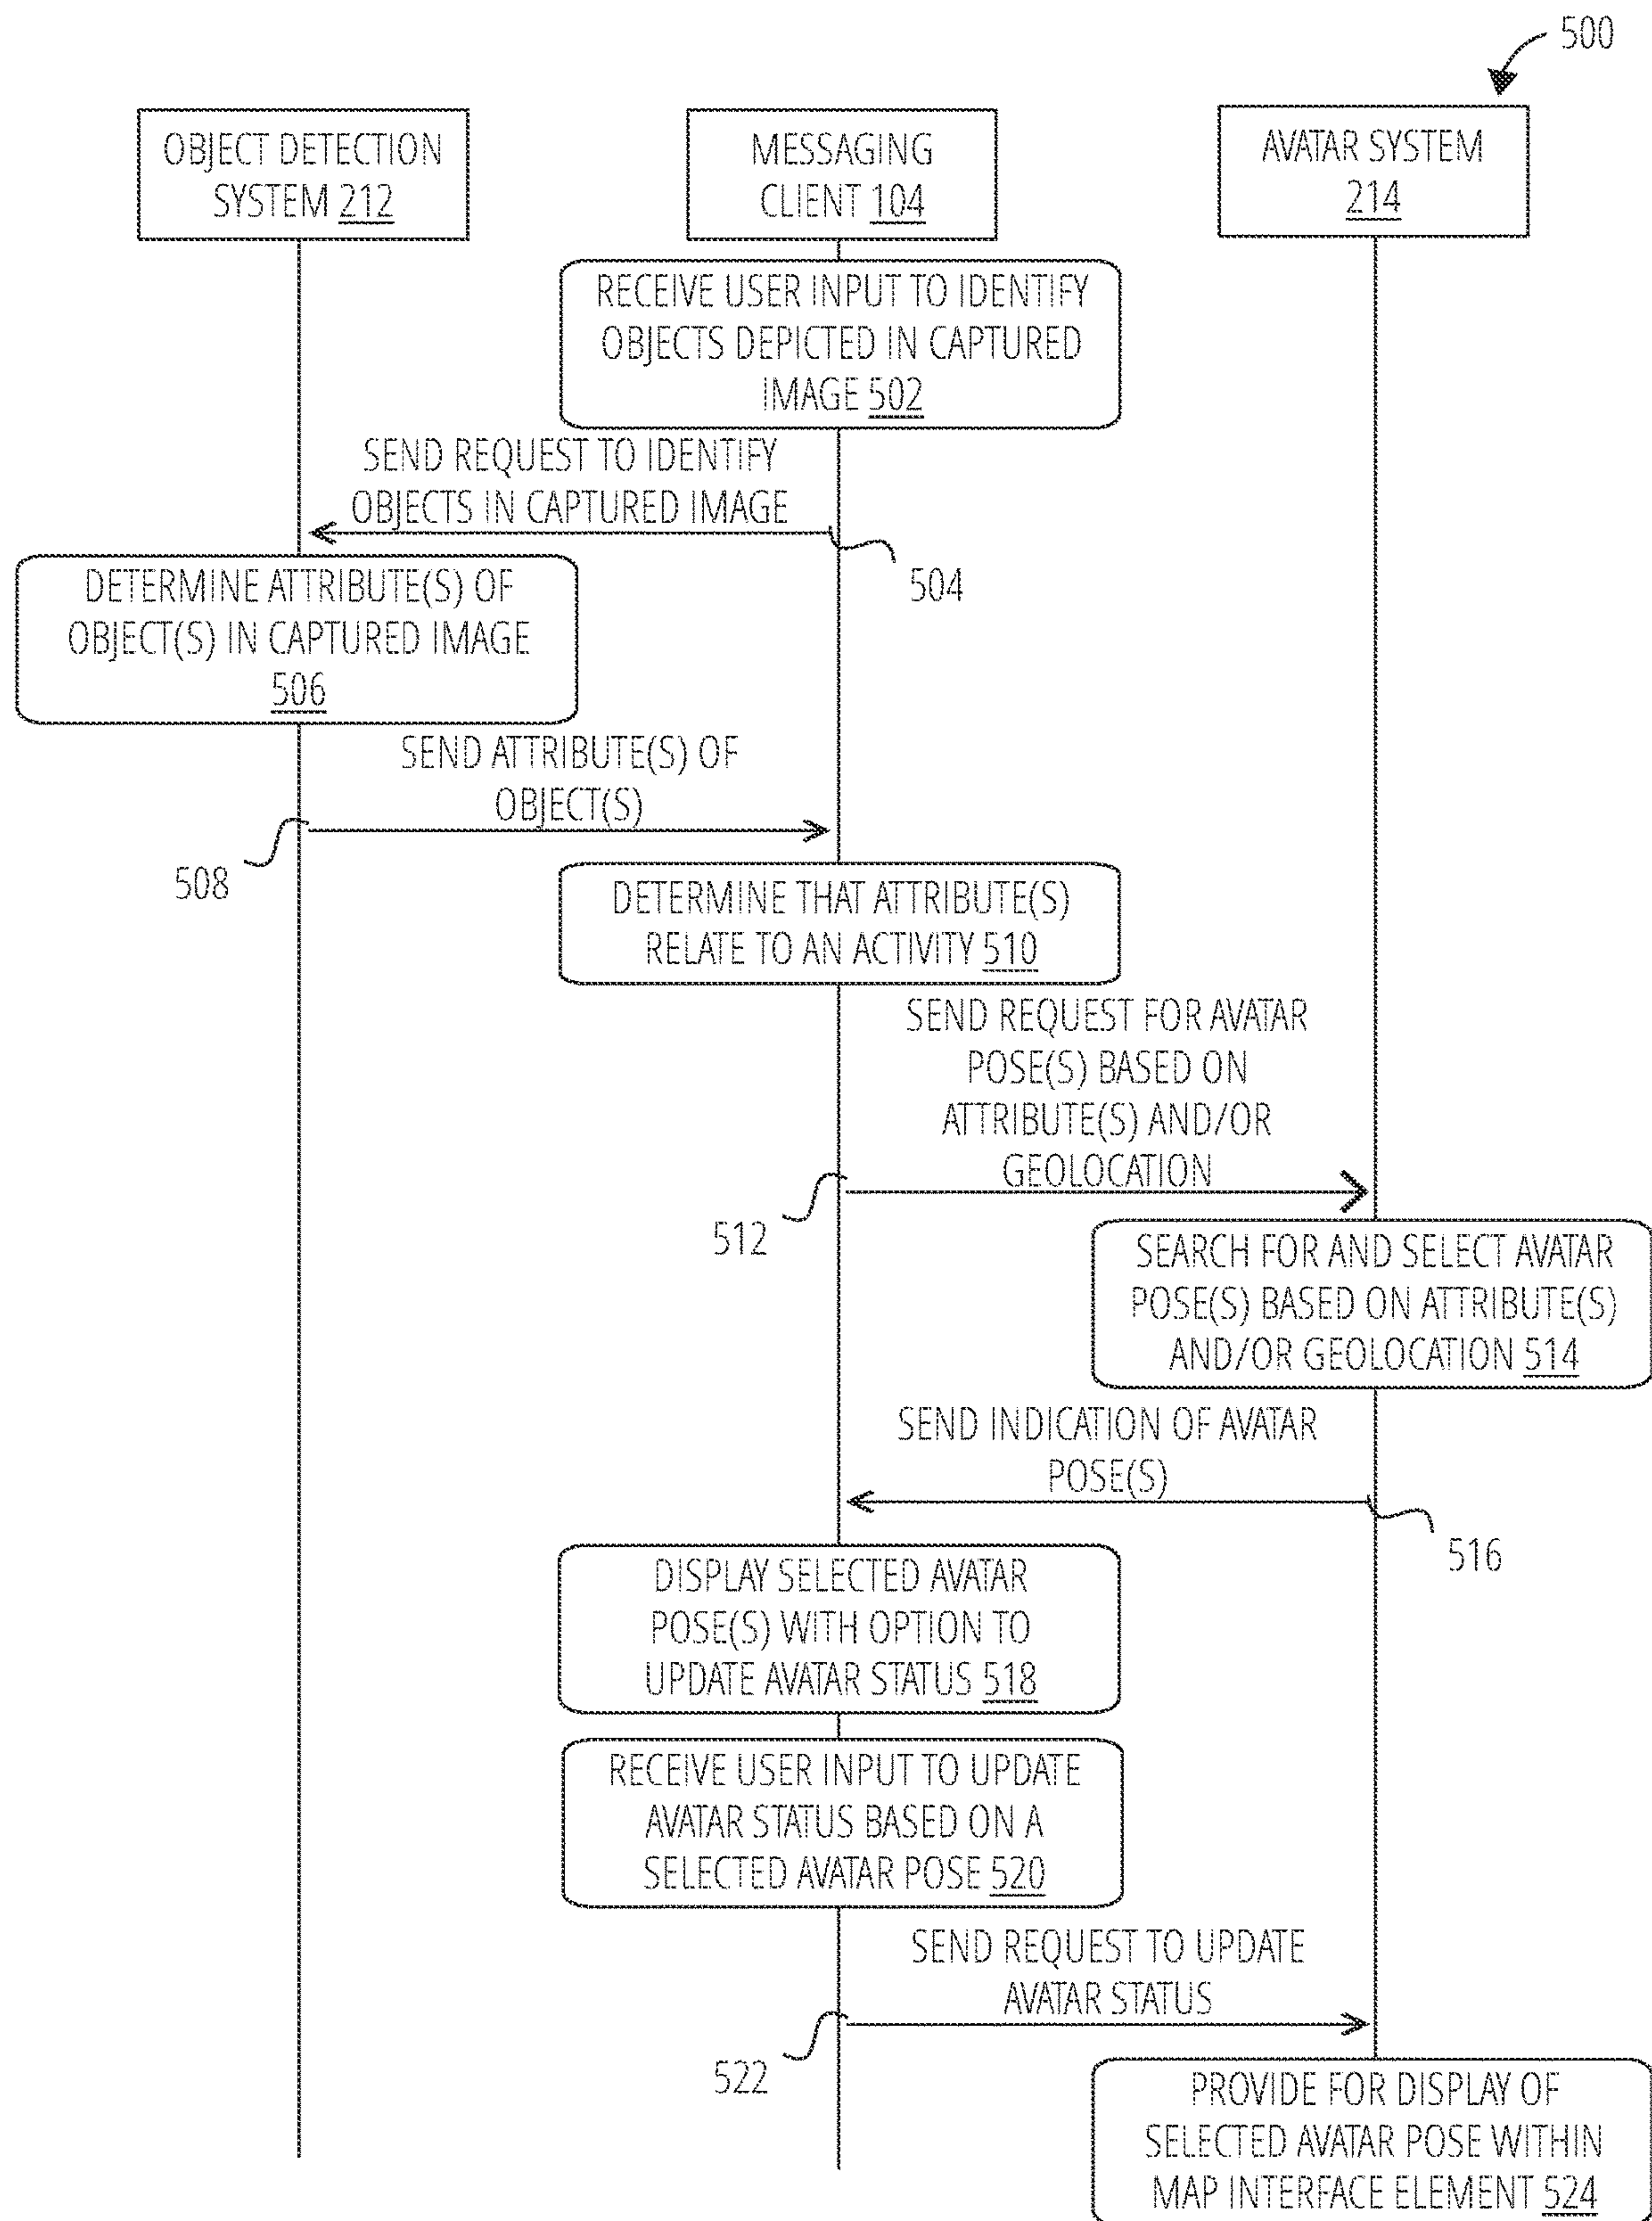 500
OBJECT DETECTION
SYSTEM 212
MESSAGING
CLIENT 104
AVATAR SYSTEM
214
RECEIVE USER INPUT TO IDENTIFY
OBJECTS DEPICTED IN CAPTURED
IMAGE 502
SEND REQUEST TO IDENTIFY
OBJECTS IN CAPTURED IMAGE
504
DETERMINE ATTRIBUTE(S) OF
OBJECT(S) IN CAPTURED IMAGE
506
SEND ATTRIBUTE(S) OF
OBJECT(S)
508
DETERMINE THAT ATTRIBUTE(S)
RELATE TO AN ACTIVITY 510
SEND REQUEST FOR AVATAR
POSE(S) BASED ON
ATTRIBUTE(S) AND/OR
GEOLOCATION
512
SEARCH FOR AND SELECT AVATAR
POSE(S) BASED ON ATTRIBUTE(S)
AND/OR GEOLOCATION 514
SEND INDICATION OF AVATAR
POSE(S)
516
DISPLAY SELECTED AVATAR
POSE(S) WITH OPTION TO
UPDATE AVATAR STATUS 518
RECEIVE USER INPUT TO UPDATE
AVATAR STATUS BASED ON A
SELECTED AVATAR POSE 520
SEND REQUEST TO UPDATE
AVATAR STATUS
522
PROVIDE FOR DISPLAY OF
SELECTED AVATAR POSE WITHIN
MAP INTERFACE ELEMENT 524